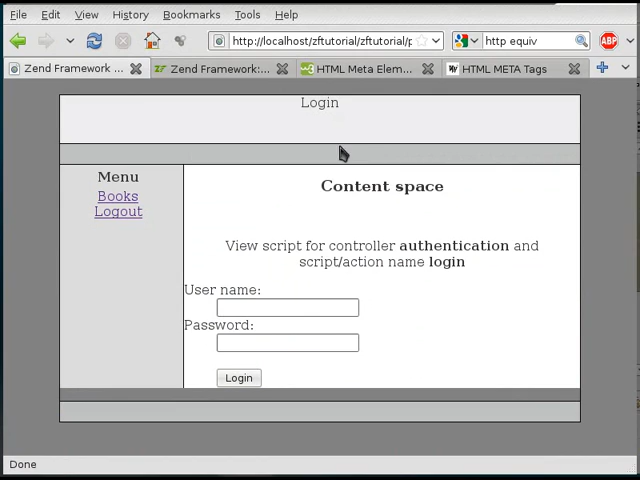 File Edit View History Bookmarks Tools Help
http://localhost/zftutorial/zftutorial/p http equiv ABP
Zend Framework ... Zend Framework:... HTML Meta Elem... HTML META Tags
Login
Menu
Books
Logout
Content space
View script for controller authentication and
script/action name login
User name:
Password:
Login
Done